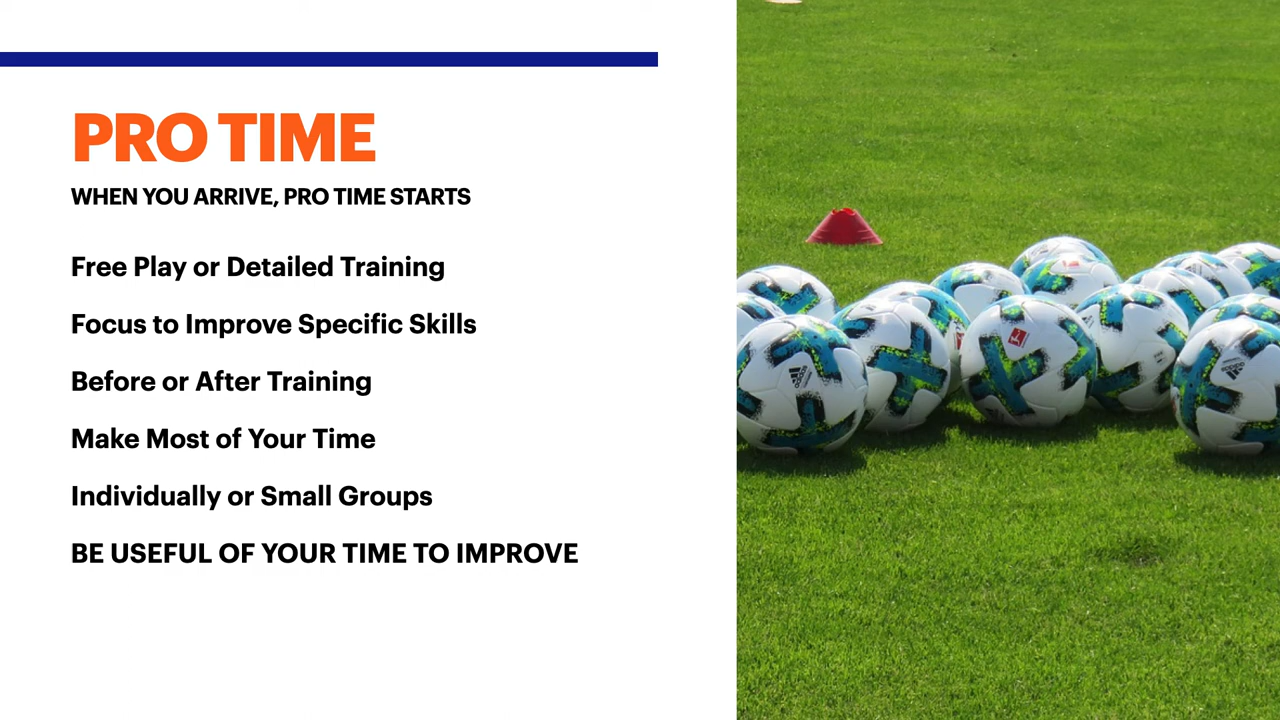 PRO TIME
WHEN YOU ARRIVE, PRO TIME STARTS
Free Play or Detailed Training
Focus to Improve Specific Skills
Before or After Training
Make Most of Your Time
Individually or Small Groups
BE USEFUL OF YOUR TIME TO IMPROVE
adidas
adidas